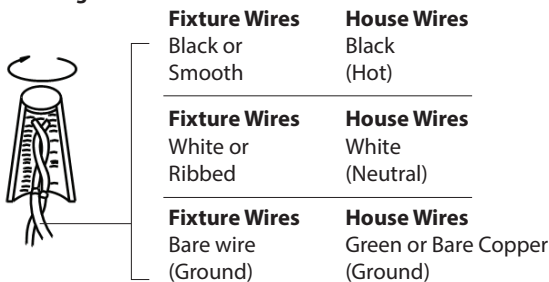 Fixture Wires House Wires
Black or Black
Smooth (Hot)
Fixture Wires House Wires
White or White
Ribbed (Neutral)
Fixture Wires House Wires
Bare wire Green or Bare Copper
(Ground) (Ground)